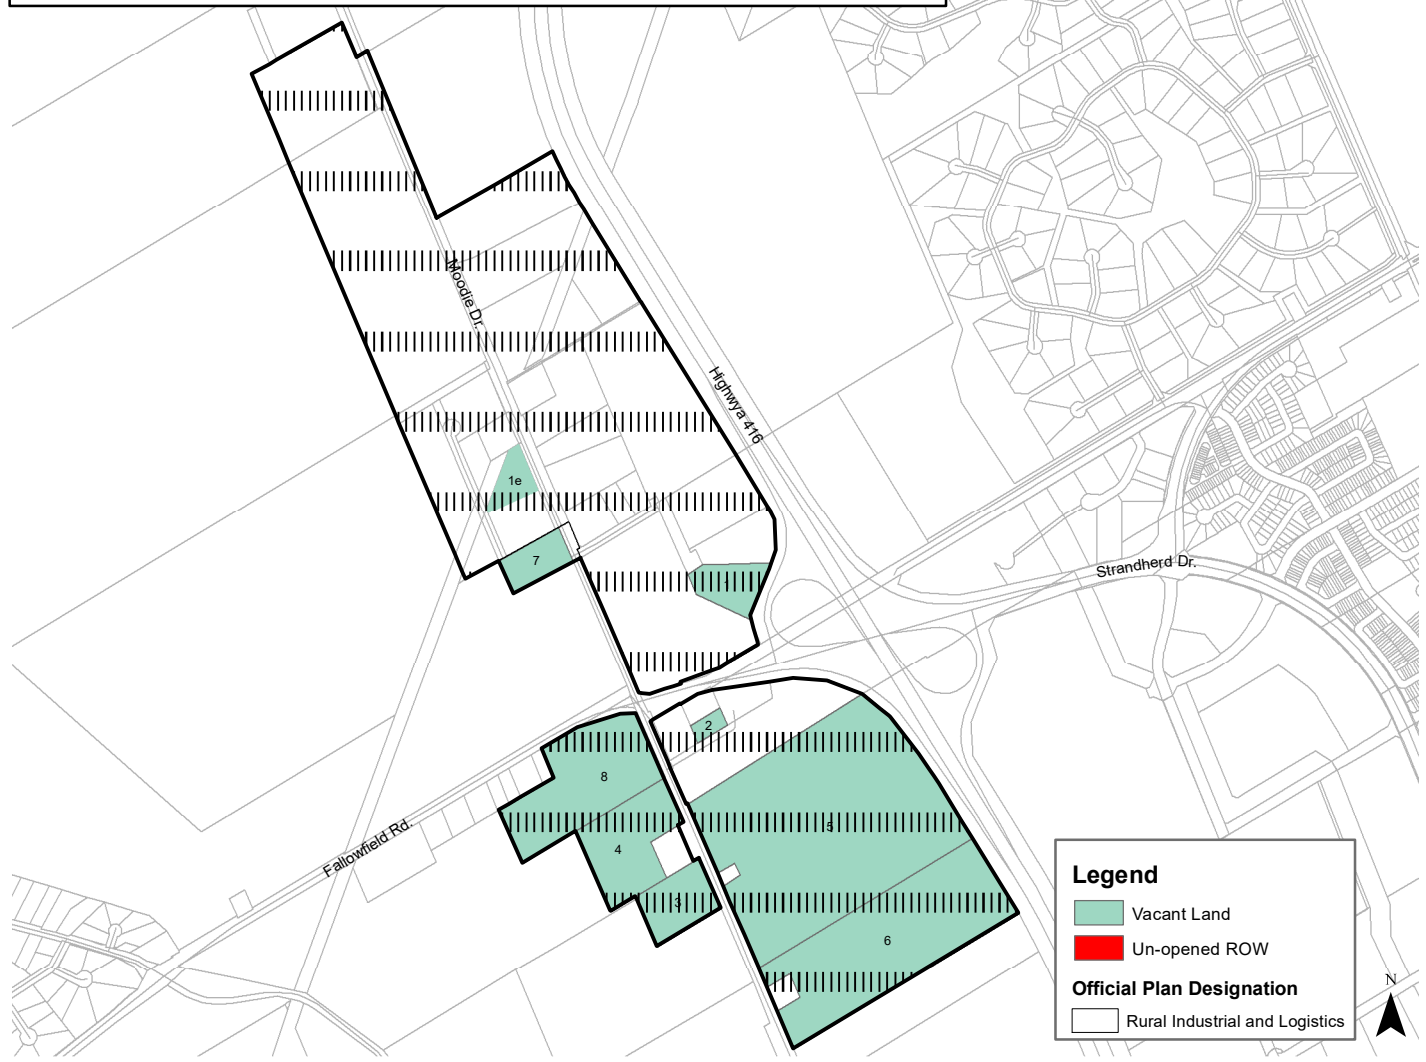 Moodie Dr.
Highwya 416
1e
7
Strandherd Dr.
2
8
5
4
Fallowfield Rd.
3
6
Legend
Vacant Land
Un-opened ROW
Official Plan Designation
Rural Industrial and Logistics
N